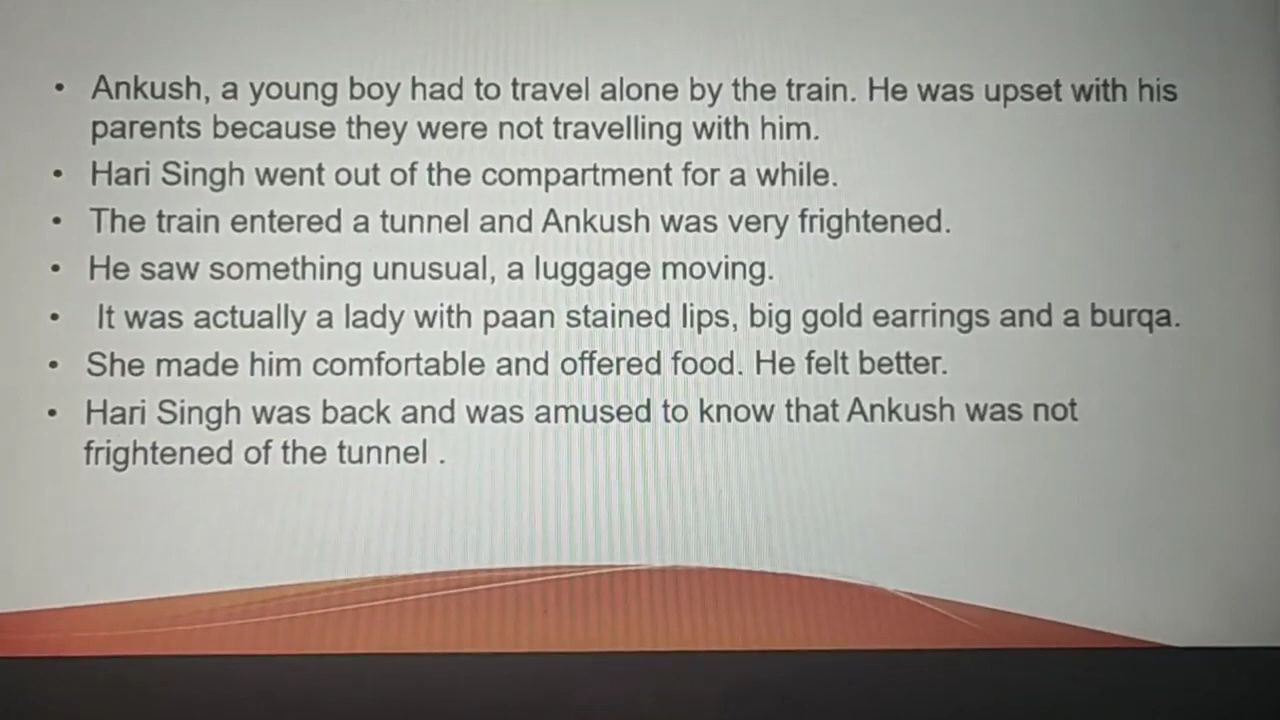 • Ankush, a young boy had to travel alone by the train. He was upset with his
parents because they were not travelling with him.
• Hari Singh went out of the compartment for a while.
• The train entered a tunnel and Ankush was very frightened.
• He saw something unusual, a luggage moving.
• It was actually a lady with paan stained lips, big gold earrings and a burqa.
• She made him comfortable and offered food. He felt better.
• Hari Singh was back and was amused to know that Ankush was not
frightened of the tunnel .